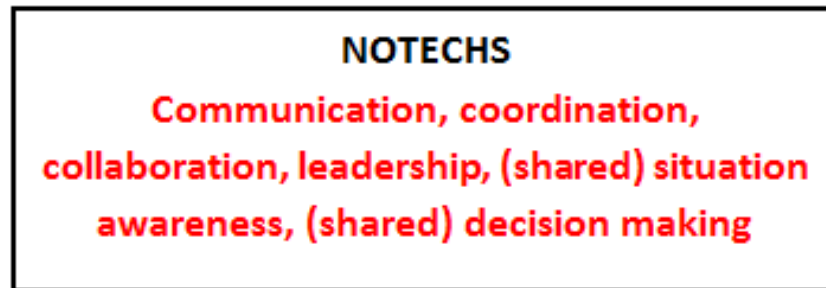 NOTECHS
Communication, coordination,
collaboration, leadership, (shared) situation
awareness, (shared) decision making